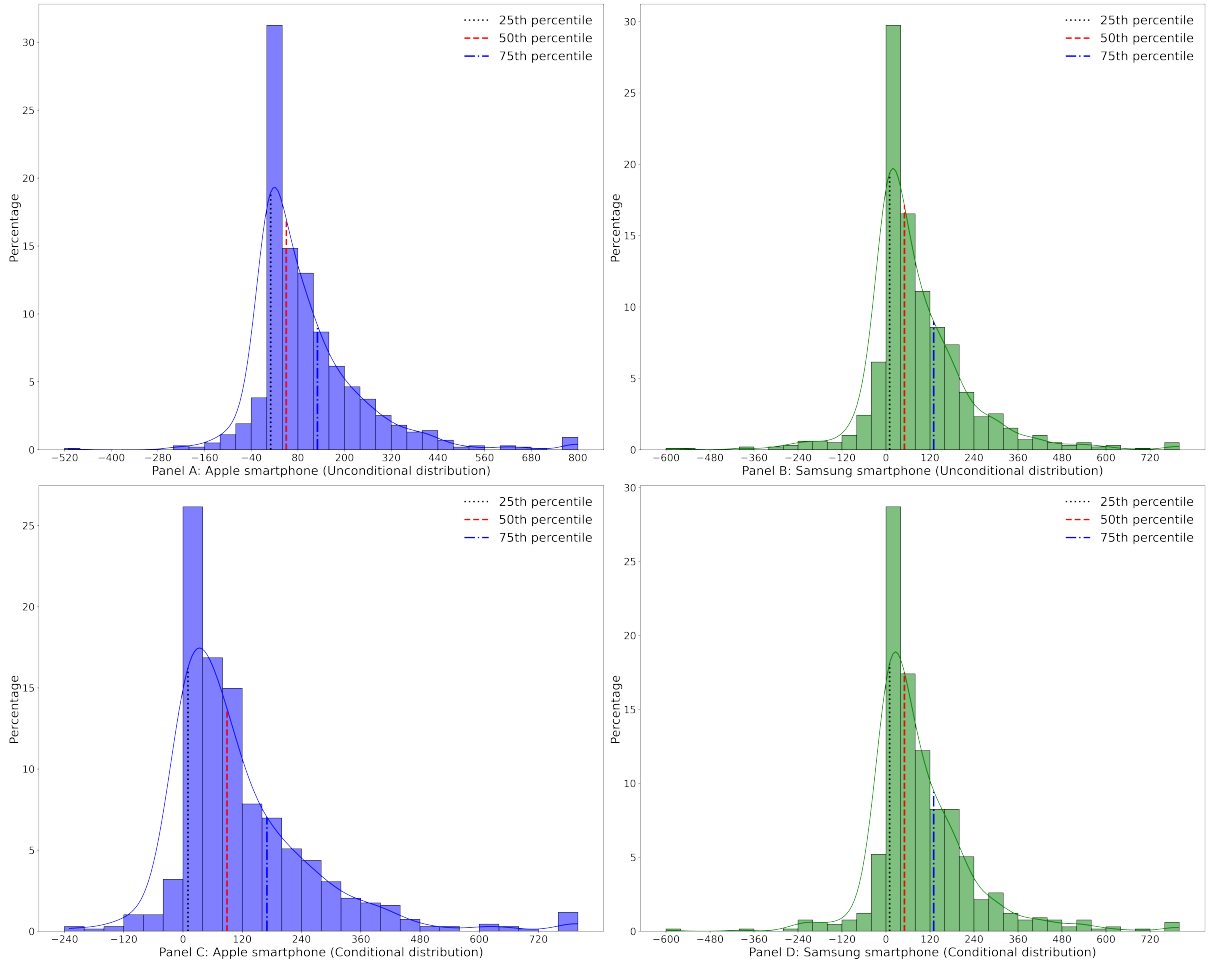 25th percentile
50th percentile
75th percentile
Percentage
30
25
20
15
10
5
0
−520 −400 −280 −160 −40 80 200 320 440 560 680 800
Panel A: Apple smartphone (Unconditional distribution)
25th percentile
50th percentile
75th percentile
Percentage
30
25
20
15
10
5
0
−600 −480 −360 −240 −120 0 120 240 360 480 600 720
Panel B: Samsung smartphone (Unconditional distribution)
25th percentile
50th percentile
75th percentile
Percentage
25
20
15
10
5
0
−240 −120 0 120 240 360 480 600 720
Panel C: Apple smartphone (Conditional distribution)
25th percentile
50th percentile
75th percentile
Percentage
30
25
20
15
10
5
0
−600 −480 −360 −240 −120 0 120 240 360 480 600 720
Panel D: Samsung smartphone (Conditional distribution)